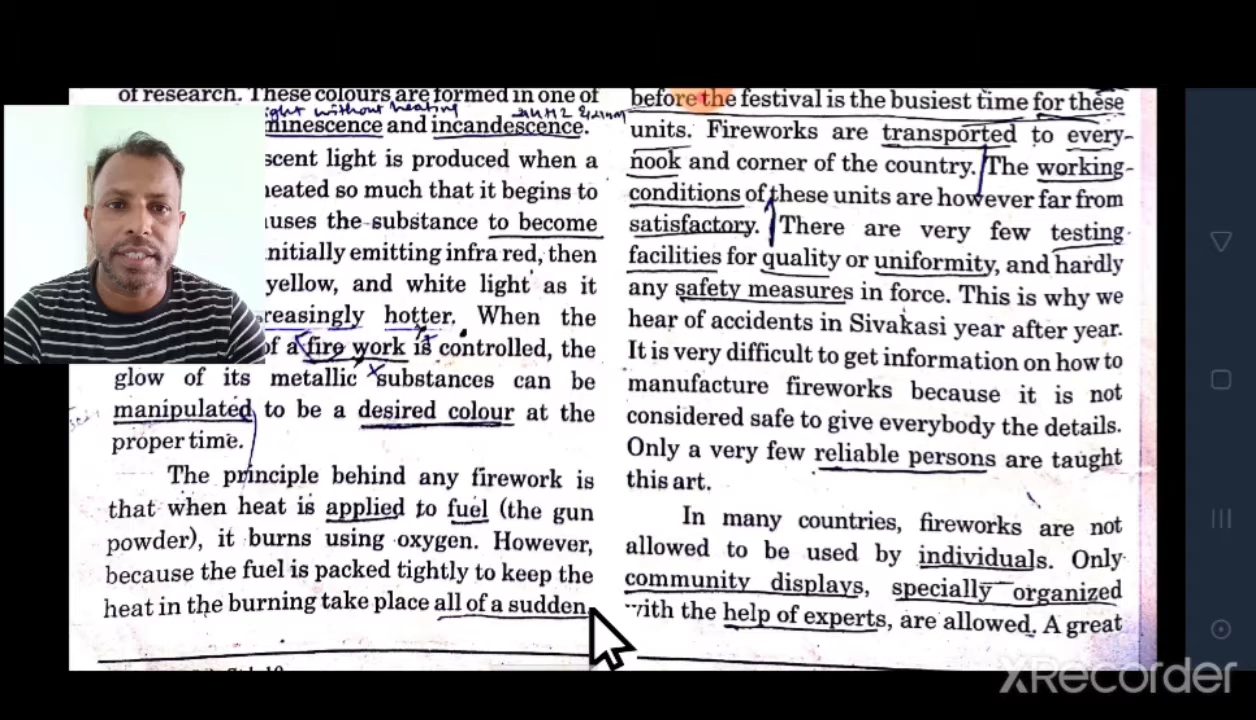 of research. These colours are formed in one of
ight without heating
minescence and incandescence.
scent light is produced when a
heated so much that it begins to
auses the substance to become
nitially emitting infra red, then
yellow, and white light as it
reasingly hotter. When the
of a fire work is controlled, the
glow of its metallic substances can be
manipulated to be a desired colour at the
proper time.
The principle behind any firework is
that when heat is applied to fuel (the gun
powder), it burns using oxygen. However,
because the fuel is packed tightly to keep the
heat in the burning take place all of a sudden
before the festival is the busiest time for these
units. Fireworks are transported to every-
nook and corner of the country. The working-
conditions of these units are however far from
satisfactory. There are very few testing
facilities for quality or uniformity, and hardly
any safety measures in force. This is why we
hear of accidents in Sivakasi year after year.
It is very difficult to get information on how to
manufacture fireworks because it is not
considered safe to give everybody the details.
Only a very few reliable persons are taught
this art.
In many countries, fireworks are not
allowed to be used by individuals. Only
community displays, specially organized
with the help of experts, are allowed. A great
XRecorder